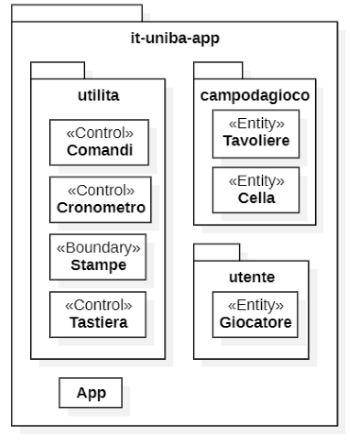 it-uniba-app
utilita
«Control»
Comandi
«Control»
Cronometro
«Boundary»
Stampe
«Control»
Tastiera
campodagioco
«Entity»
Tavoliere
«Entity»
Cella
utente
«Entity»
Giocatore
App